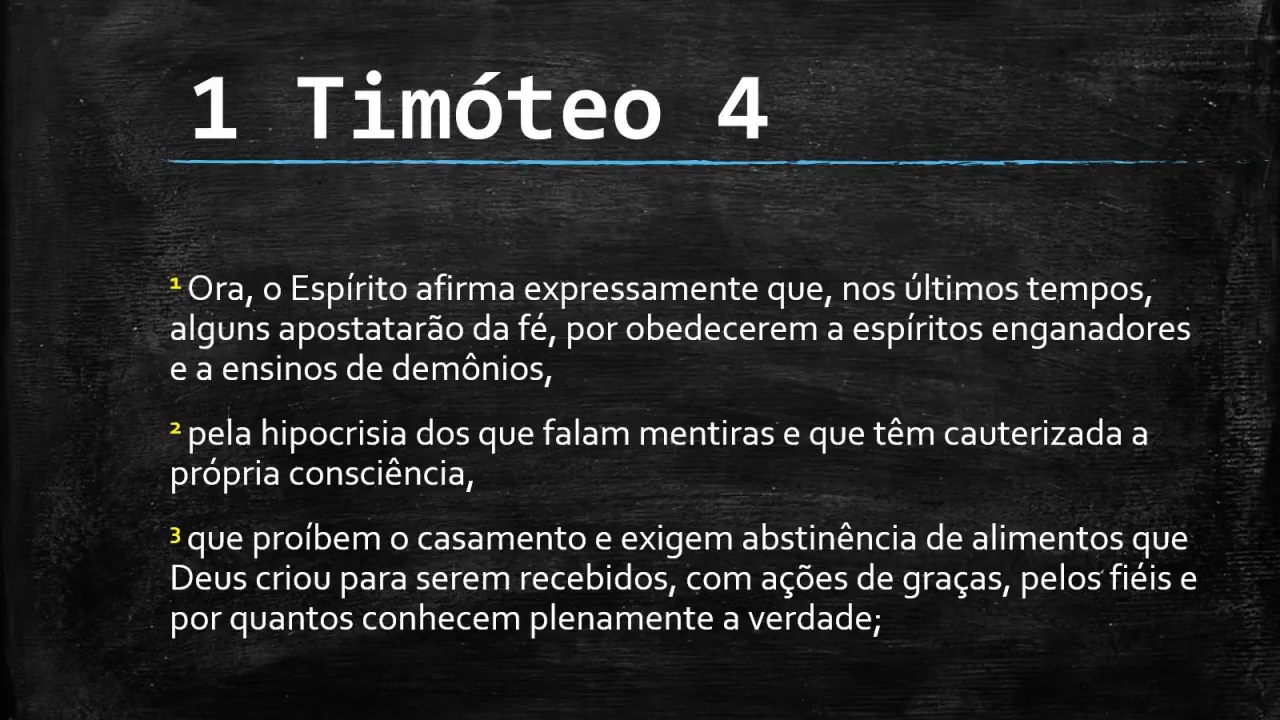 1 Timóteo 4
¹ Ora, o Espírito afirma expressamente que, nos últimos tempos,
alguns apostatarão da fé, por obedecerem a espíritos enganadores
e a ensinos de demônios,
² pela hipocrisia dos que falam mentiras e que têm cauterizada a
própria consciência,
³ que proíbem o casamento e exigem abstinência de alimentos que
Deus criou para serem recebidos, com ações de graças, pelos fiéis e
por quantos conhecem plenamente a verdade;